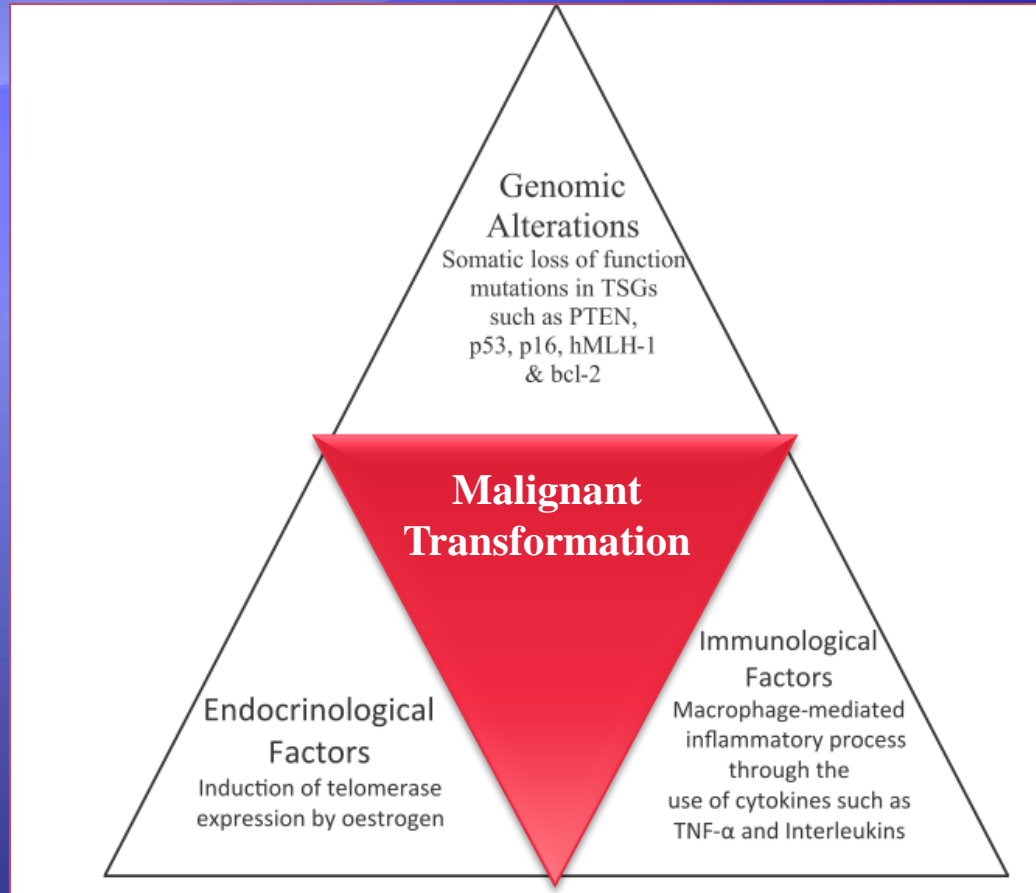 Genomic
Alterations
Somatic loss of function
mutations in TSGs
such as PTEN,
p53, p16, hMLH-1
& bcl-2
Malignant
Transformation
Endocrinological
Factors
Induction of telomerase
expression by oestrogen
Immunological
Factors
Macrophage-mediated
inflammatory process
through the
use of cytokines such as
TNF-α and Interleukins